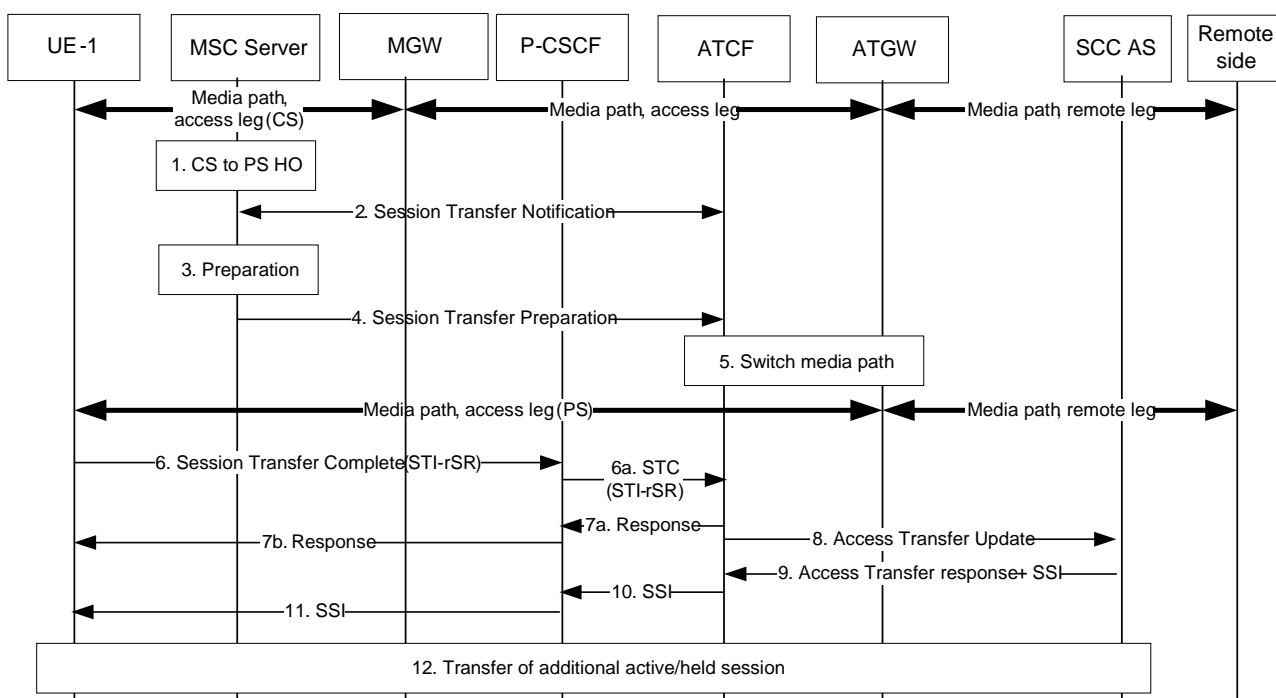 UE-1
MSC Server
MGW
P-CSCF
ATCF
ATGW
SCC AS
Remote
side
Media path,
access leg (CS)
Media path, access leg
Media path, remote leg
1. CS to PS HO
2. Session Transfer Notification
3. Preparation
4. Session Transfer Preparation
5. Switch media path
Media path, access leg (PS)
Media path, remote leg
6. Session Transfer Complete(STI-rSR)
6a. STC
(STI-rSR)
7a. Response
7b. Response
8. Access Transfer Update
9. Access Transfer response+ SSI
10. SSI
11. SSI
12. Transfer of additional active/held session